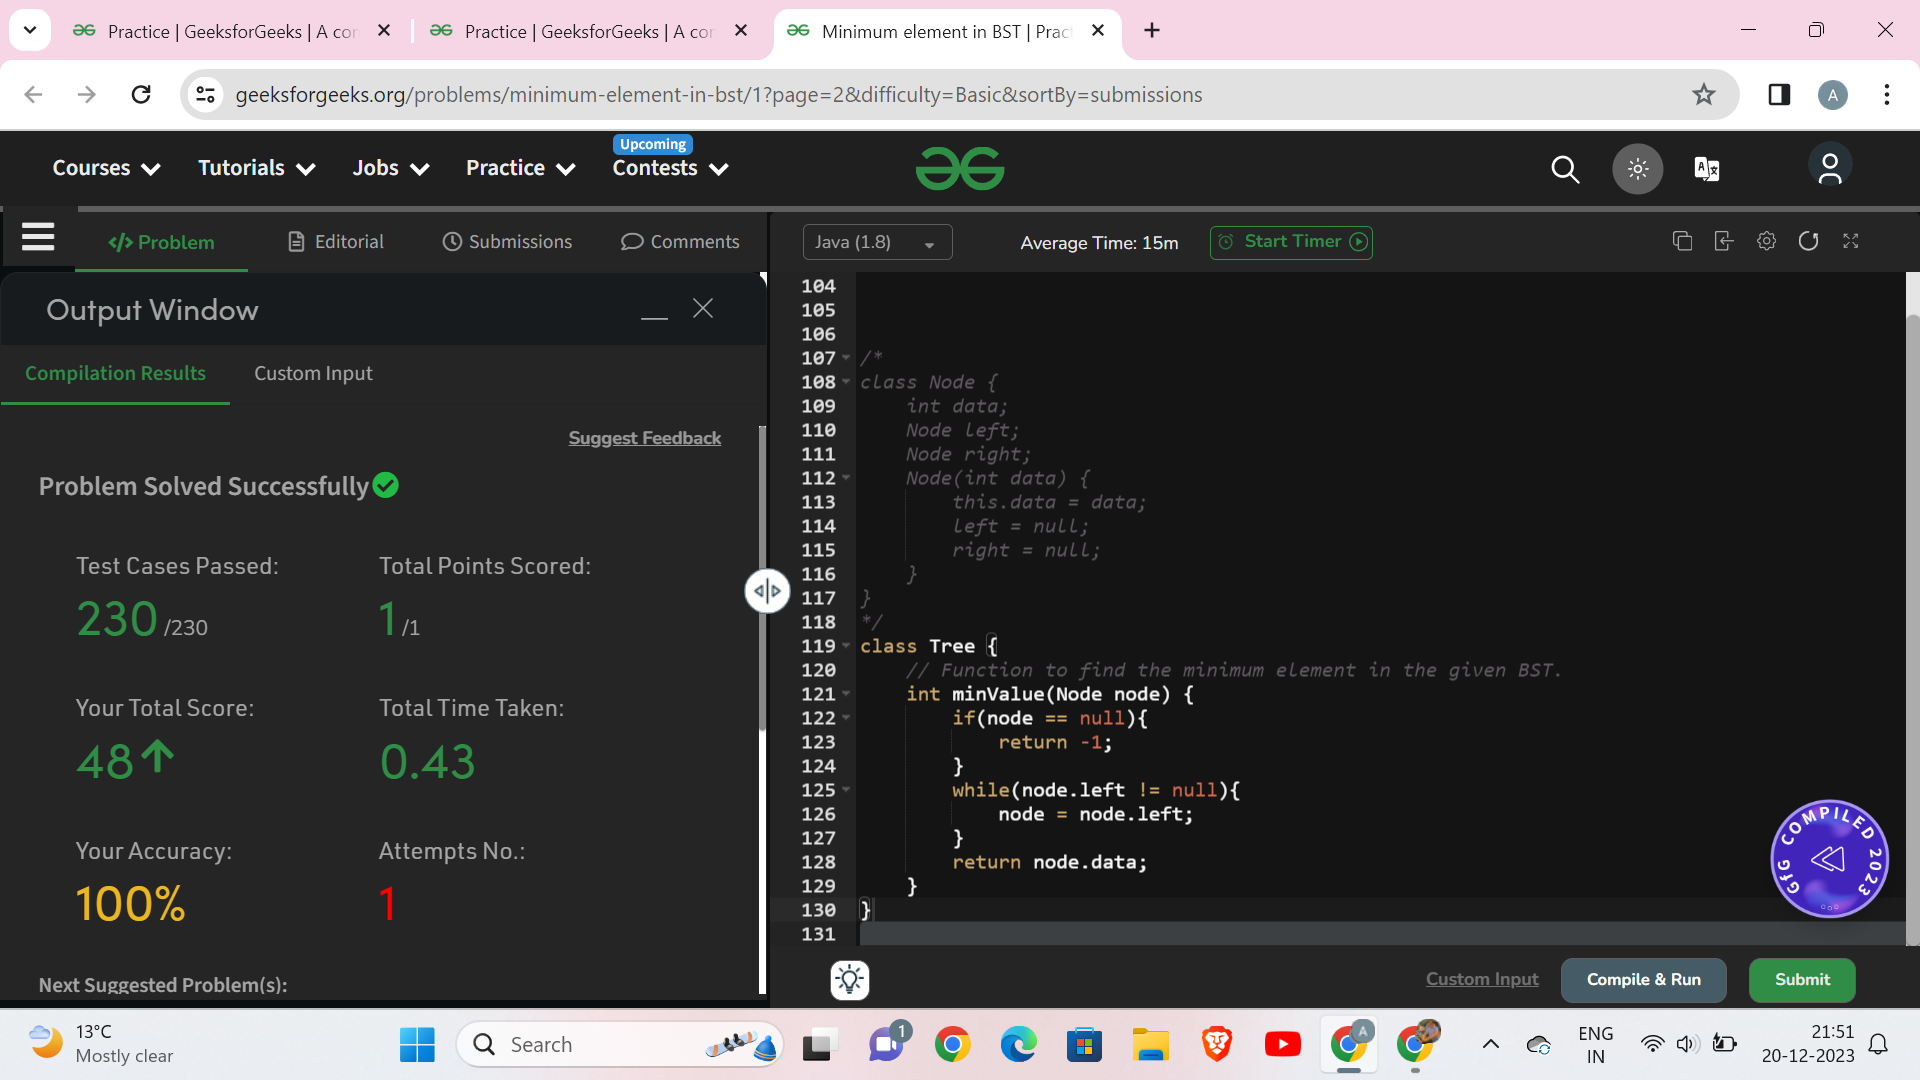 Practice | GeeksforGeeks | A cor
Practice | GeeksforGeeks | A cor
Minimum element in BST | Prac
geeksforgeeks.org/problems/minimum-element-in-bst/1?page=2&difficulty=Basic&sortBy=submissions
A
Courses
Tutorials
Jobs
Practice
Upcoming
Contests
</> Problem
Editorial
Submissions
Comments
Java (1.8)
Average Time: 15m
Start Timer
Output Window
Compilation Results
Custom Input
Suggest Feedback
Problem Solved Successfully
Test Cases Passed:
230 /230
Total Points Scored:
1 /1
Your Total Score:
48
Total Time Taken:
0.43
Your Accuracy:
100%
Attempts No.:
1
Next Suggested Problem(s):
104
105
106
107 /*
108 class Node {
109 int data;
110 Node left;
111 Node right;
112 Node(int data) {
113 this.data = data;
114 left = null;
115 right = null;
116 }
117 }
118 */
119 class Tree {
120 // Function to find the minimum element in the given BST.
121 int minValue(Node node) {
122 if(node == null){
123 return -1;
124 }
125 while(node.left != null){
126 node = node.left;
127 }
128 return node.data;
129 }
130 }
131
GfG COMPILED 2023
Custom Input
Compile & Run
Submit
13°C
Mostly clear
Search
1
A
ENG
IN
21:51
20-12-2023